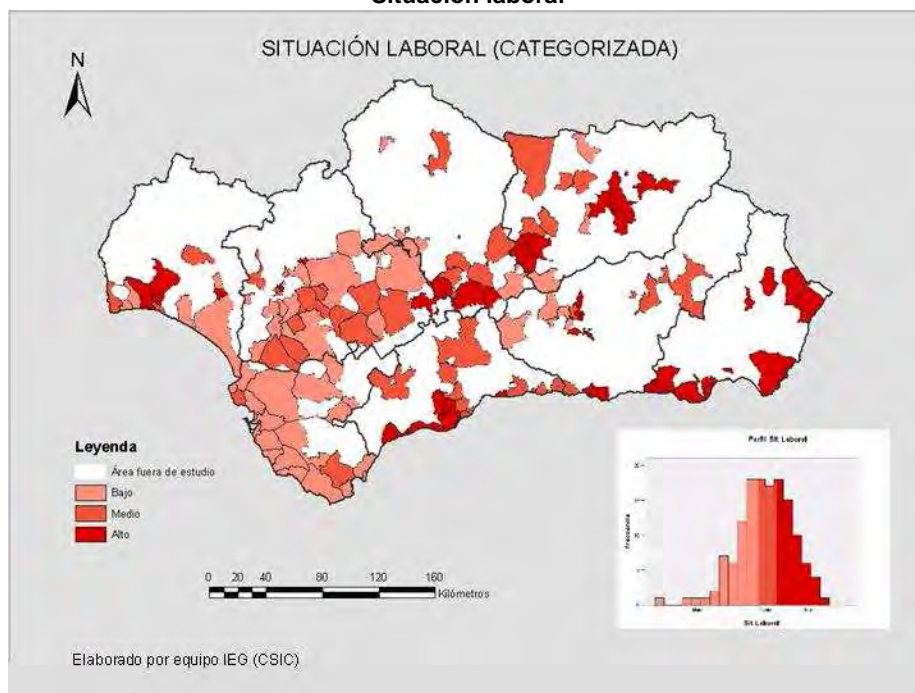 Situación laboral
SITUACIÓN LABORAL (CATEGORIZADA)
N
Leyenda
Área fuera de estudio
Bajo
Medio
Alto
0 20 40 80 120 160
Kilómetros
Perfil Sit. Laboral
Frecuencia
Sit. Laboral
Elaborado por equipo IEG (CSIC)